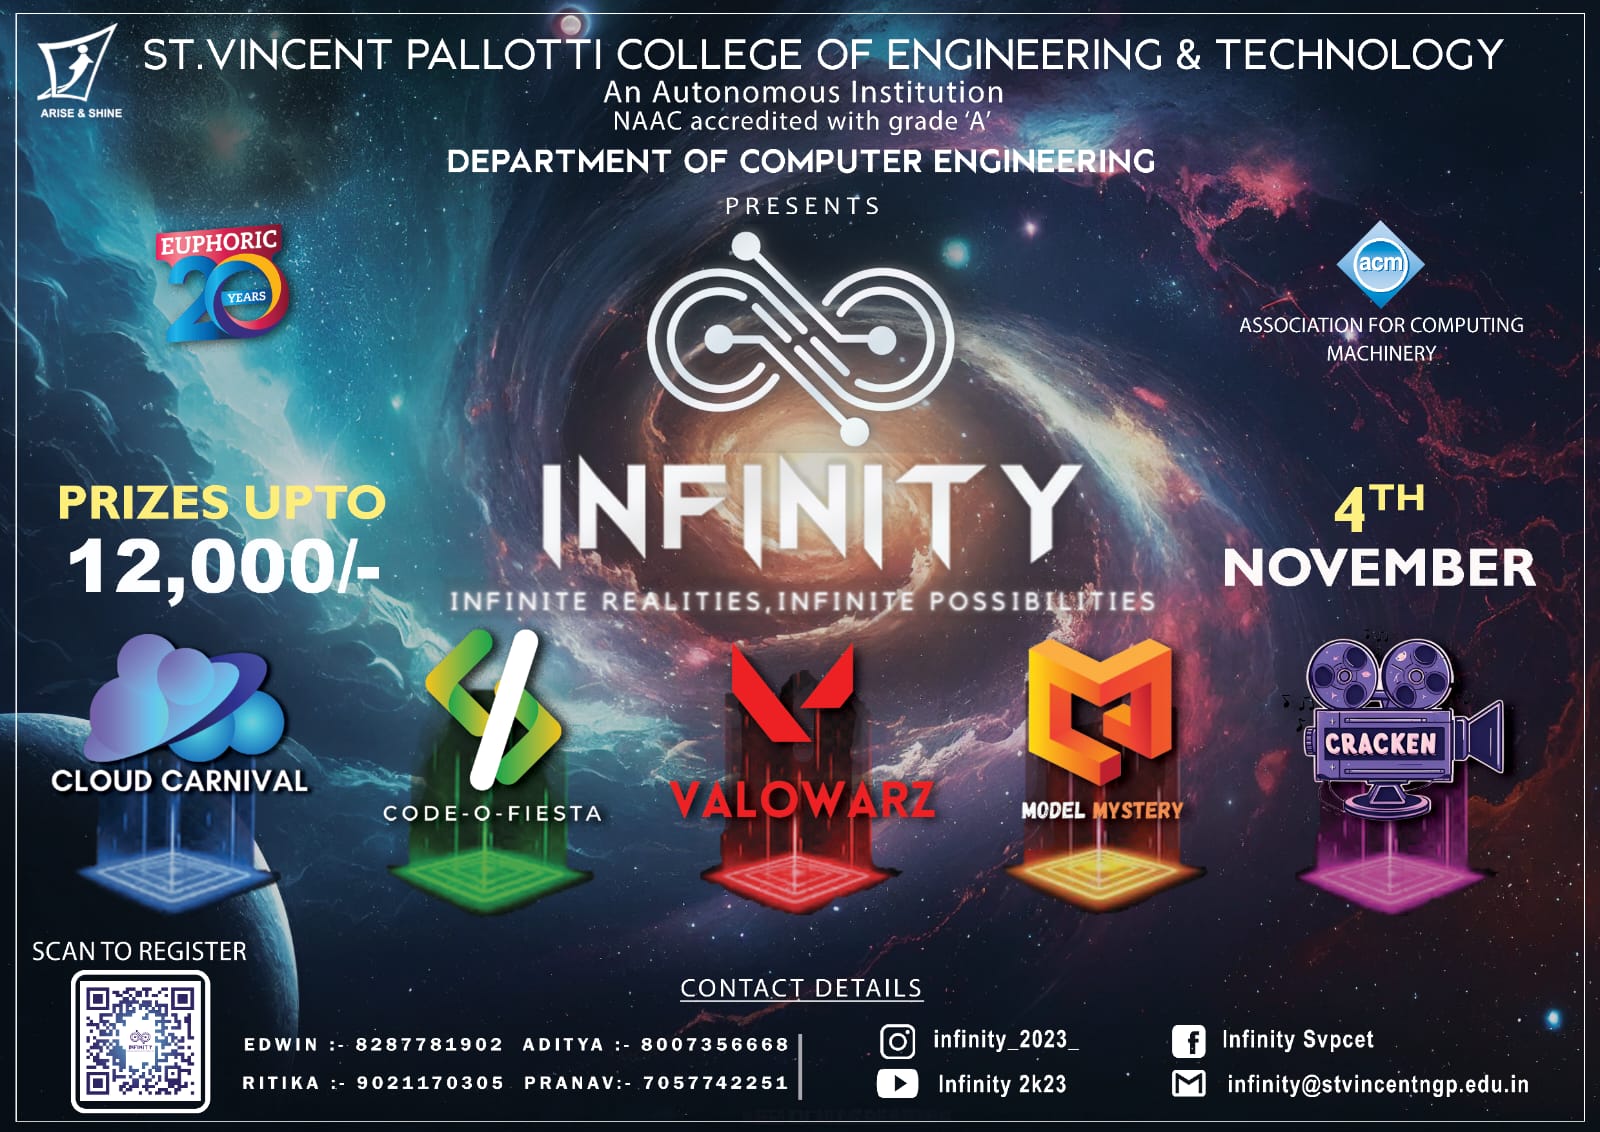 ARISE & SHINE
ST.VINCENT PALLOTTI COLLEGE OF ENGINEERING & TECHNOLOGY
An Autonomous Institution
NAAC accredited with grade ‘A’
DEPARTMENT OF COMPUTER ENGINEERING
PRESENTS
EUPHORIC
20
YEARS
acm
ASSOCIATION FOR COMPUTING
MACHINERY
INFINITY
INFINITE REALITIES, INFINITE POSSIBILITIES
PRIZES UPTO
12,000/-
4TH
NOVEMBER
CLOUD CARNIVAL
CODE-O-FIESTA
VALOWARZ
MODEL MYSTERY
CRACKEN
SCAN TO REGISTER
INFINITY
CONTACT DETAILS
EDWIN :- 8287781902 ADITYA :- 8007356668
RITIKA :- 9021170305 PRANAV:- 7057742251
infinity_2023_
Infinity Svpcet
Infinity 2k23
infinity@stvincentngp.edu.in